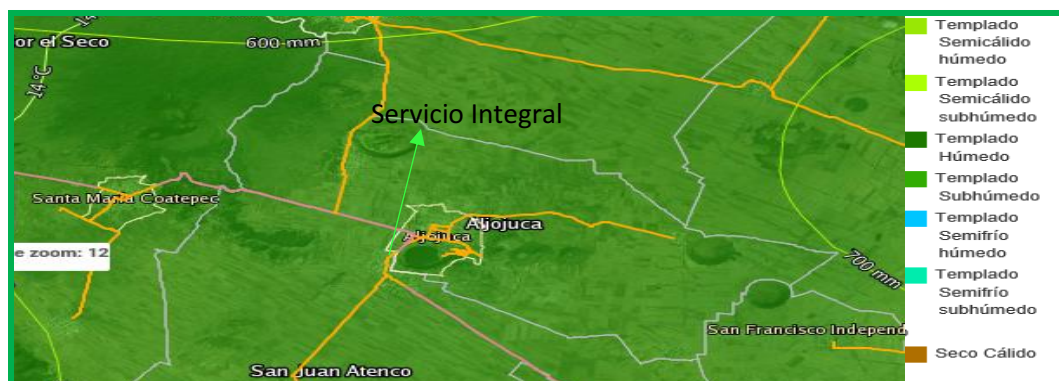 or el Seco
600 mm
14 °C
Servicio Integral
Santa María Coatepec
Aljojuca
Aljojuca
e zoom: 12
700 mm
San Francisco Independ
San Juan Atenco
Templado
Semicálido
húmedo
Templado
Semicálido
subhúmedo
Templado
Húmedo
Templado
Subhúmedo
Templado
Semifrío
húmedo
Templado
Semifrío
subhúmedo
Seco Cálido